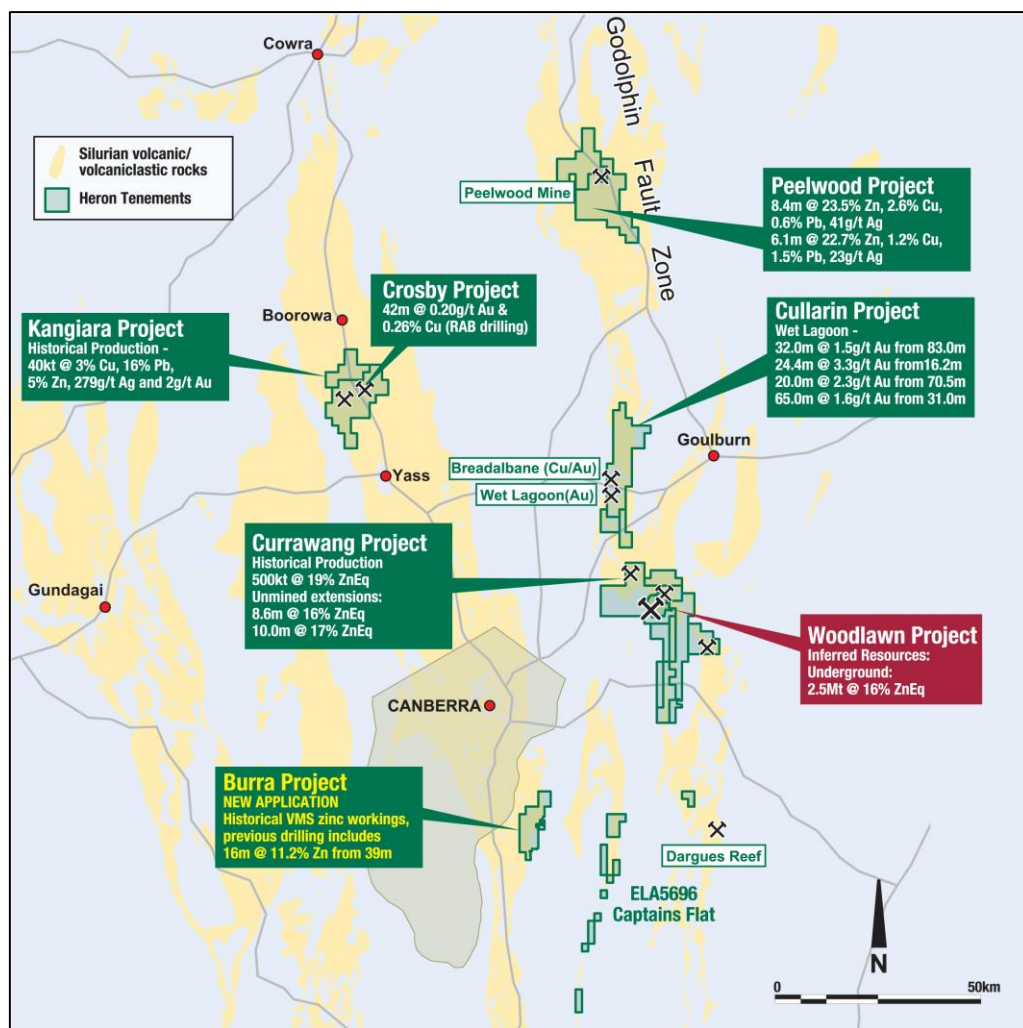 Cowra
Godolphin
Fault
Zone
Silurian volcanic/
volcaniclastic rocks
Heron Tenements
Peelwood Mine
Peelwood Project
8.4m @ 23.5% Zn, 2.6% Cu,
0.6% Pb, 41g/t Ag
6.1m @ 22.7% Zn, 1.2% Cu,
1.5% Pb, 23g/t Ag
Crosby Project
42m @ 0.20g/t Au &
0.26% Cu (RAB drilling)
Boorowa
Kangiara Project
Historical Production -
40kt @ 3% Cu, 16% Pb,
5% Zn, 279g/t Ag and 2g/t Au
Cullarin Project
Wet Lagoon -
32.0m @ 1.5g/t Au from 83.0m
24.4m @ 3.3g/t Au from16.2m
20.0m @ 2.3g/t Au from 70.5m
65.0m @ 1.6g/t Au from 31.0m
Goulburn
Yass
Breadalbane (Cu/Au)
Wet Lagoon(Au)
Currawang Project
Historical Production
500kt @ 19% ZnEq
Unmined extensions:
8.6m @ 16% ZnEq
10.0m @ 17% ZnEq
Gundagai
Woodlawn Project
Inferred Resources:
Underground:
2.5Mt @ 16% ZnEq
CANBERRA
Burra Project
NEW APPLICATION
Historical VMS zinc workings,
previous drilling includes
16m @ 11.2% Zn from 39m
Dargues Reef
ELA5696
Captains Flat
N
0 50km